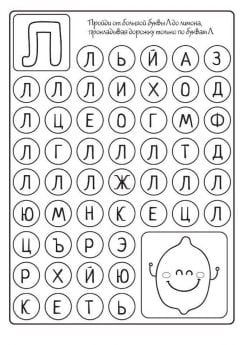 Л
Пройди от большой буквы Л до лимона,
прокладывая дорожку только по буквам Л.
Л Ь Й А З
Л Л Л И Х О Д
Л Ц Е О Г М Ф
Л Г Л Л Л Т Д
Л Л Л Ж Л Л Л
Ю М Н К Е Ц Л
Ц Ъ Р Э
Р Х Й Ю
К Е Т Ь